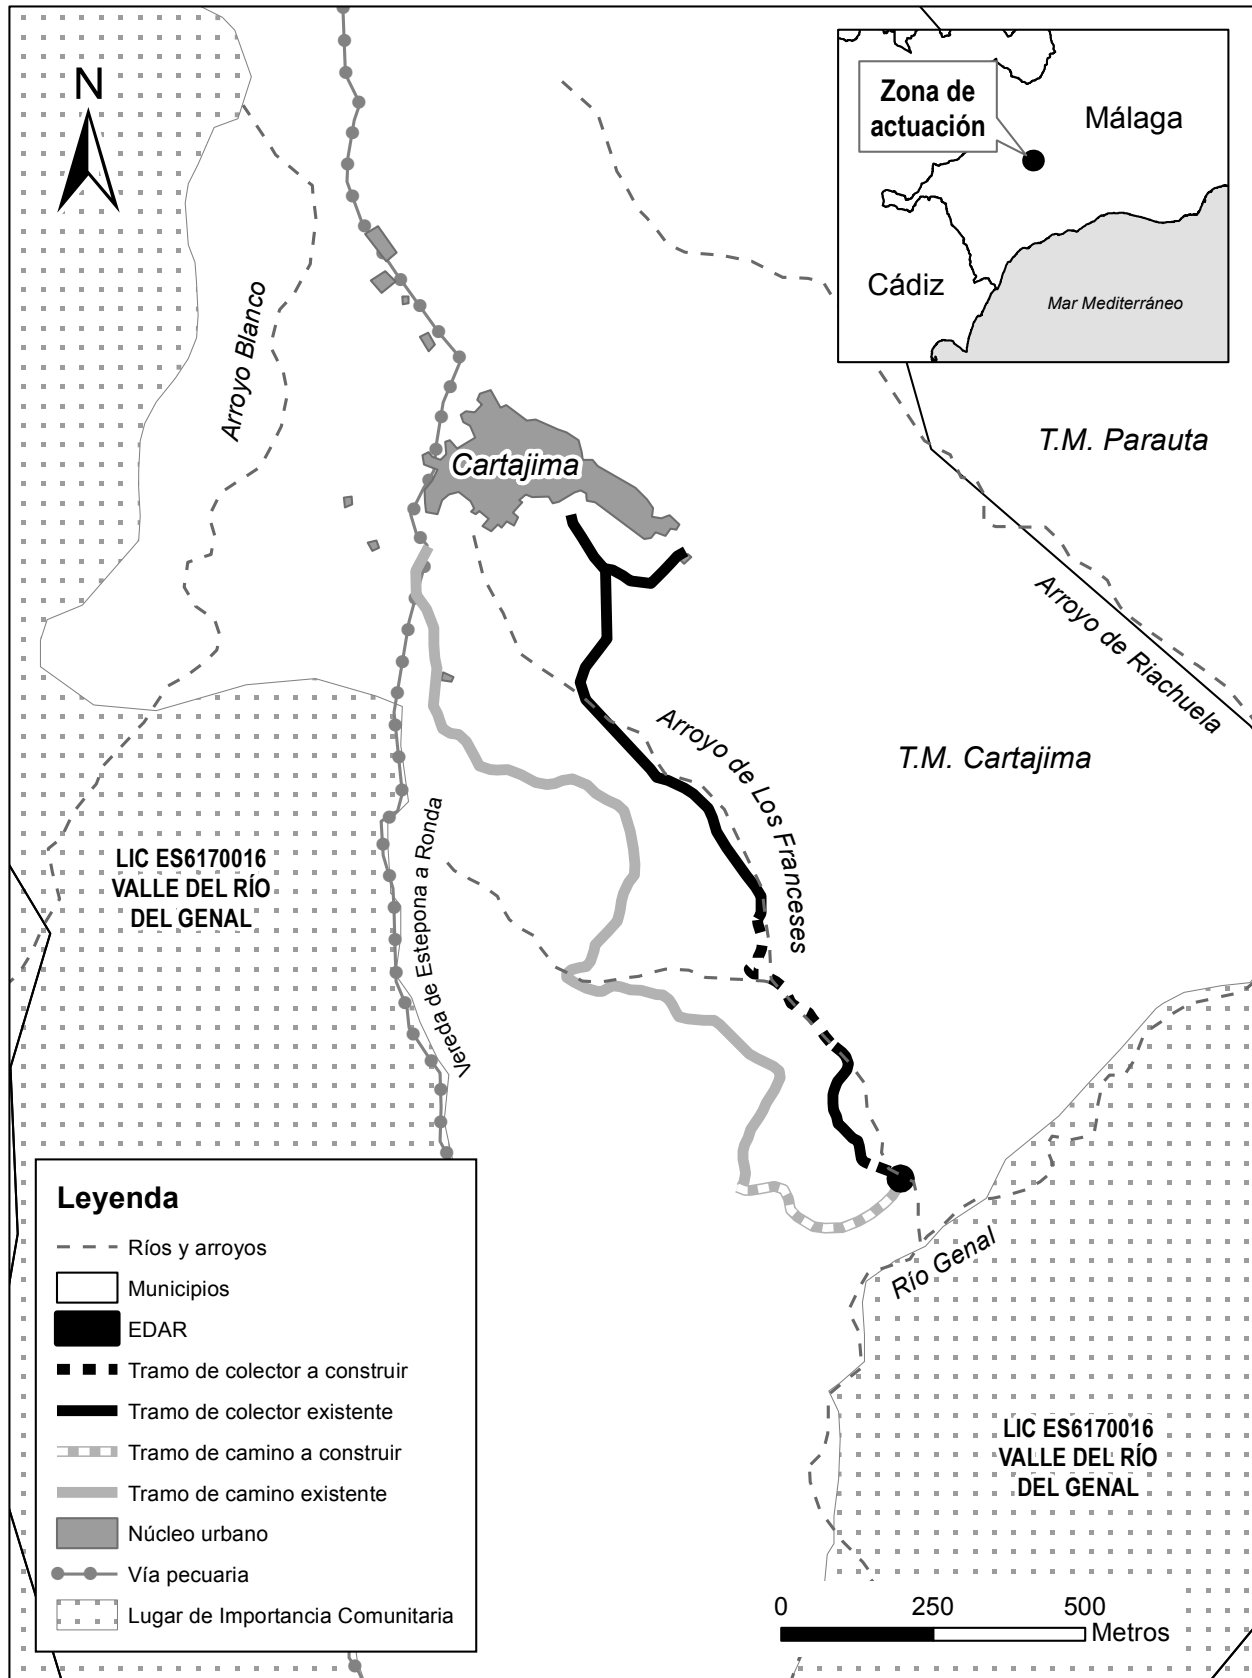 N
Zona de
actuación
Málaga
Cádiz
Mar Mediterráneo
Arroyo Blanco
T.M. Parauta
Cartajima
Arroyo de Riachuela
Arroyo de Los Franceses
T.M. Cartajima
Vereda de Estepona a Ronda
LIC ES6170016
VALLE DEL RÍO
DEL GENAL
Río Genal
Leyenda
Ríos y arroyos
Municipios
EDAR
Tramo de colector a construir
Tramo de colector existente
Tramo de camino a construir
Tramo de camino existente
Núcleo urbano
Vía pecuaria
Lugar de Importancia Comunitaria
LIC ES6170016
VALLE DEL RÍO
DEL GENAL
0 250 500
Metros